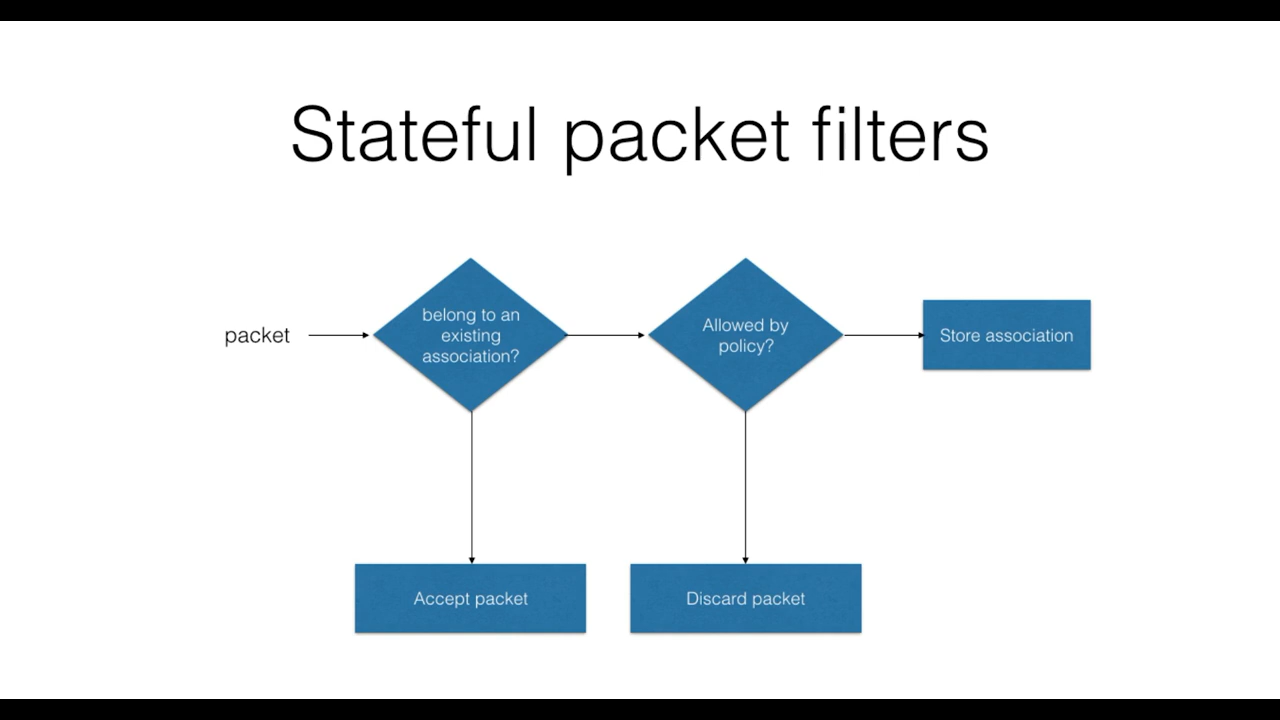 Stateful packet filters
packet
belong to an
existing
association?
Allowed by
policy?
Store association
Accept packet
Discard packet